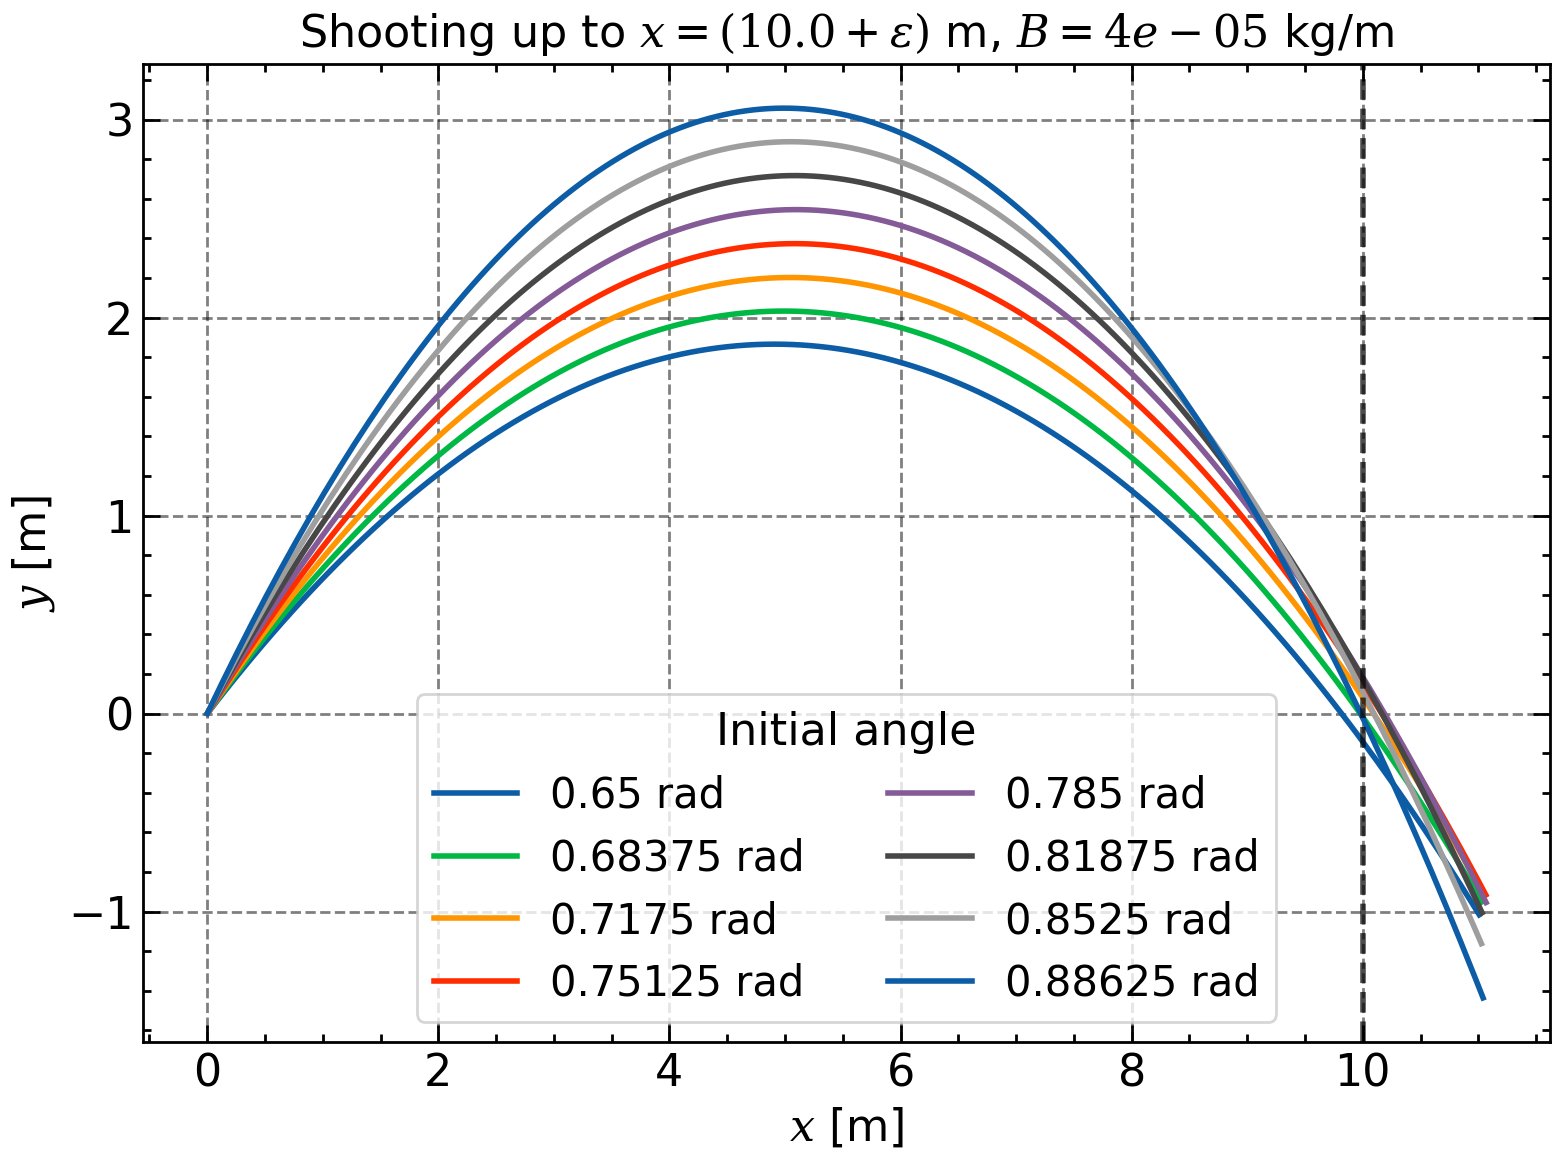 Shooting up to x = (10.0 + ε) m, B = 4e − 05 kg/m
3
2
1
0
−1
y [m]
Initial angle
0.65 rad
0.68375 rad
0.7175 rad
0.75125 rad
0.785 rad
0.81875 rad
0.8525 rad
0.88625 rad
0 2 4 6 8 10
x [m]